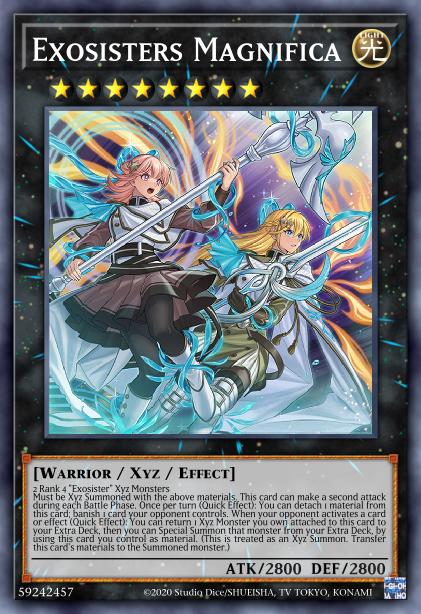 EXOSISTERS MAGNIFICA
LIGHT
光
[WARRIOR / XYZ / EFFECT]
2 Rank 4 "Exosister" Xyz Monsters
Must be Xyz Summoned with the above materials. This card can make a second attack
during each Battle Phase. Once per turn (Quick Effect): You can detach 1 material from
this card; banish 1 card your opponent controls. When your opponent activates a card
or effect (Quick Effect): You can return 1 Xyz Monster you own attached to this card to
your Extra Deck, then you can Special Summon that monster from your Extra Deck, by
using this card you control as material. (This is treated as an Xyz Summon. Transfer
this card's materials to the Summoned monster.)
ATK/2800 DEF/2800
59242457
©2020 Studio Dice/SHUEISHA, TV TOKYO, KONAMI